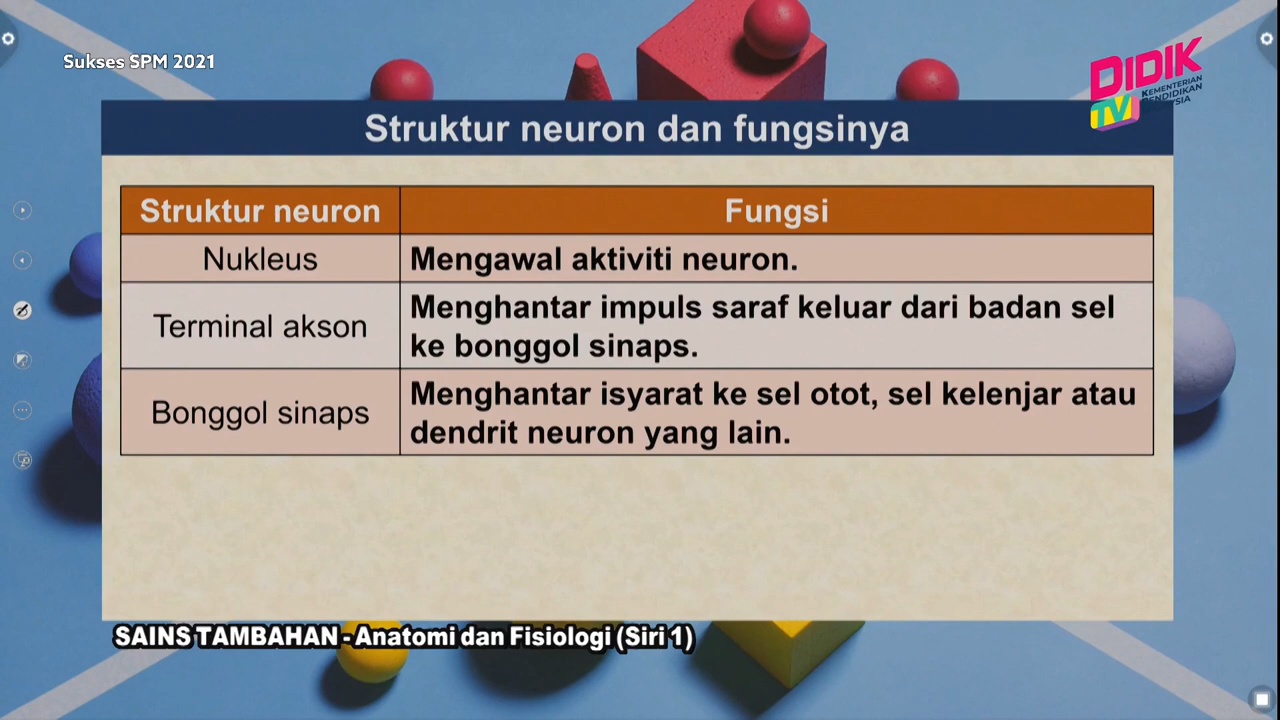 Sukses SPM 2021
DIDIK
TV
KEMENTERIAN
PENDIDIKAN
Struktur neuron dan fungsinya
Struktur neuron
Fungsi
Nukleus
Mengawal aktiviti neuron.
Terminal akson
Menghantar impuls saraf keluar dari badan sel
ke bonggol sinaps.
Bonggol sinaps
Menghantar isyarat ke sel otot, sel kelenjar atau
dendrit neuron yang lain.
SAINS TAMBAHAN - Anatomi dan Fisiologi (Siri 1)